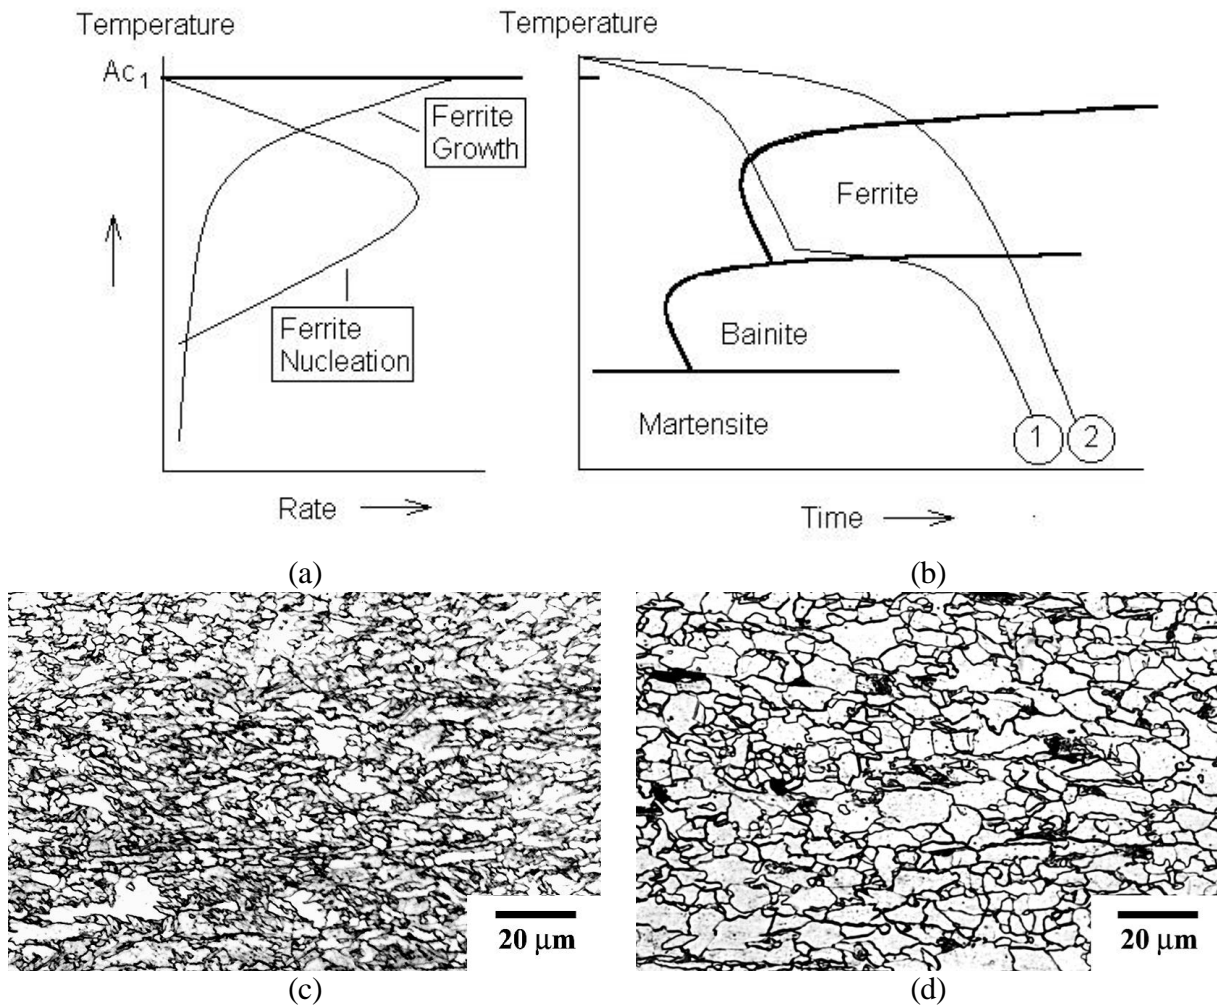 Temperature
Ac1
Ferrite
Growth
Ferrite
Nucleation
Rate
(a)
Temperature
Ferrite
Bainite
Martensite
1
2
Time
(b)
20 μm
(c)
20 μm
(d)